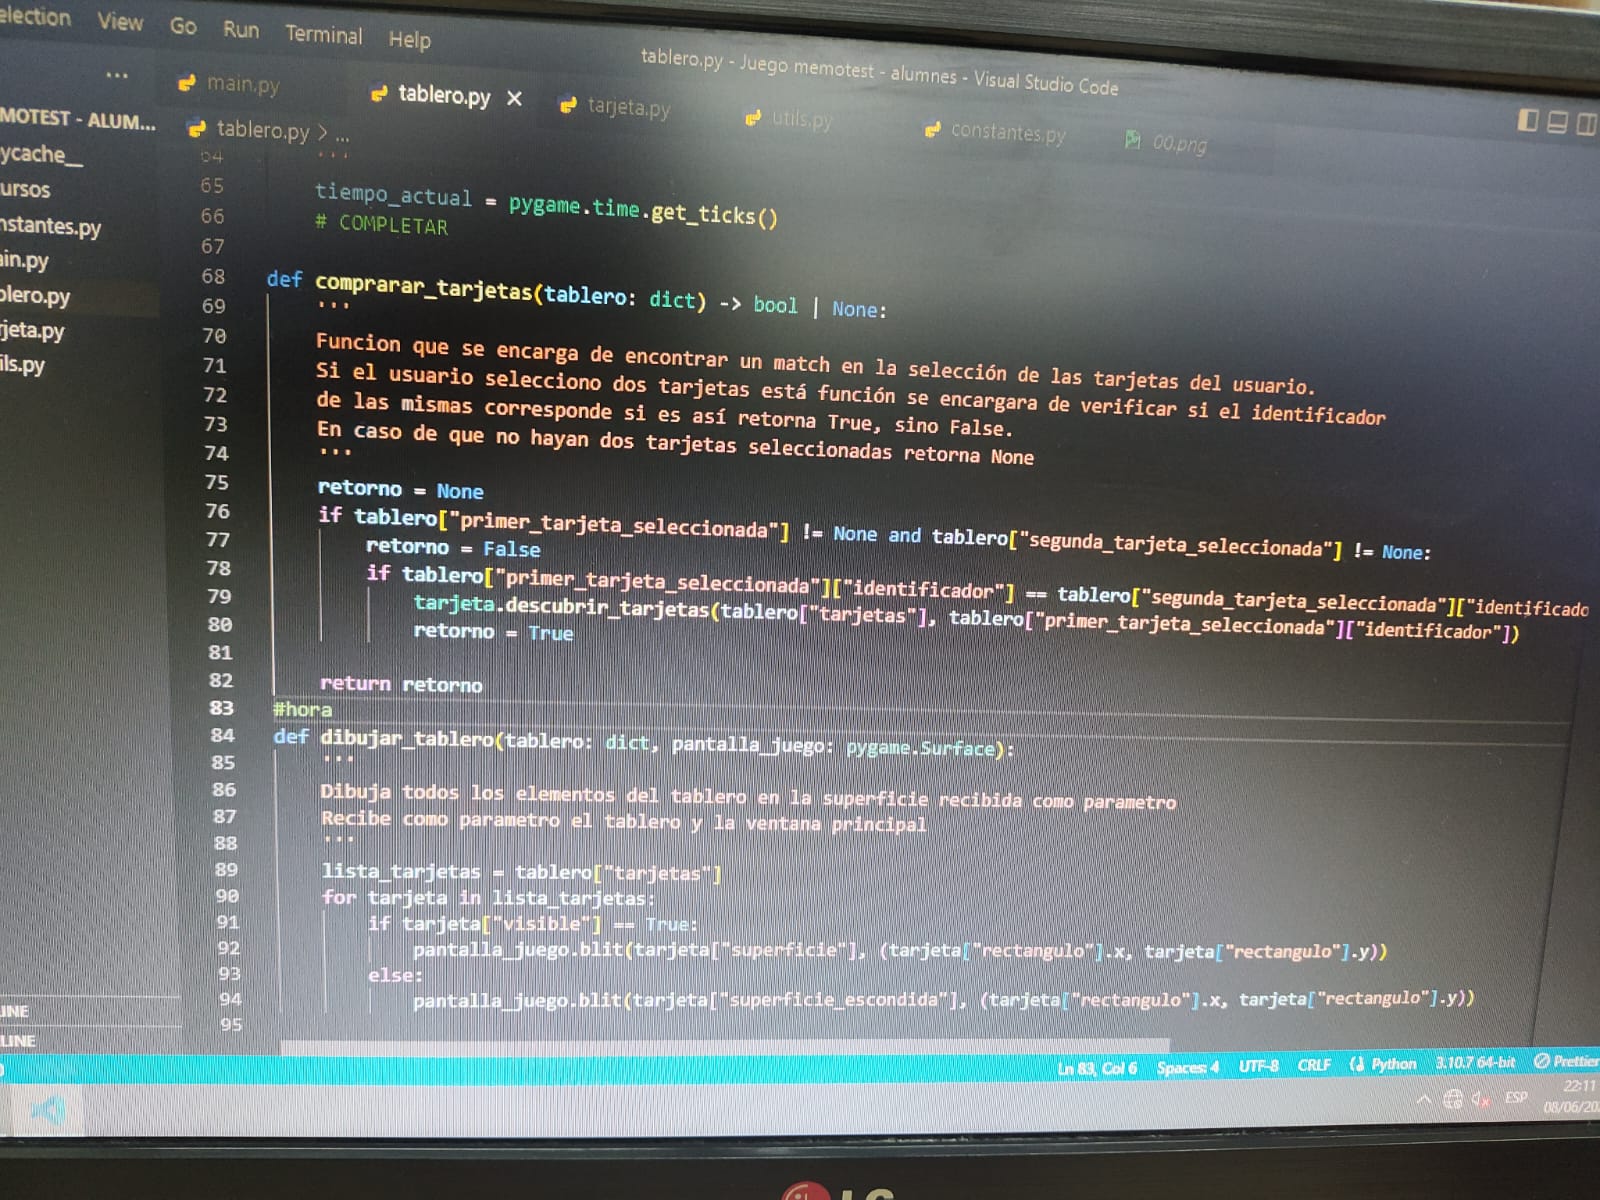 View Go Run Terminal Help
tablero.py - Juego memotest - alumnes - Visual Studio Code
... main.py tablero.py × tarjeta.py utils.py constantes.py 00.png
MOTEST - ALUM...
tablero.py > ...
ycache__
ursos
nstantes.py
ain.py
blero.py
rjeta.py
ils.py
64 '''
65 tiempo_actual = pygame.time.get_ticks()
66 # COMPLETAR
67
68 def comprarar_tarjetas(tablero: dict) -> bool | None:
69 '''
70 Funcion que se encarga de encontrar un match en la selección de las tarjetas del usuario.
71 Si el usuario selecciono dos tarjetas está función se encargara de verificar si el identificador
72 de las mismas corresponde si es así retorna True, sino False.
73 En caso de que no hayan dos tarjetas seleccionadas retorna None
74 '''
75 retorno = None
76 if tablero["primer_tarjeta_seleccionada"] != None and tablero["segunda_tarjeta_seleccionada"] != None:
77 retorno = False
78 if tablero["primer_tarjeta_seleccionada"]["identificador"] == tablero["segunda_tarjeta_seleccionada"]["identificado
79 tarjeta.descubrir_tarjetas(tablero["tarjetas"], tablero["primer_tarjeta_seleccionada"]["identificador"])
80 retorno = True
81
82 return retorno
83 #hora
84 def dibujar_tablero(tablero: dict, pantalla_juego: pygame.Surface):
85 '''
86 Dibuja todos los elementos del tablero en la superficie recibida como parametro
87 Recibe como parametro el tablero y la ventana principal
88 '''
89 lista_tarjetas = tablero["tarjetas"]
90 for tarjeta in lista_tarjetas:
91 if tarjeta["visible"] == True:
92 pantalla_juego.blit(tarjeta["superficie"], (tarjeta["rectangulo"].x, tarjeta["rectangulo"].y))
93 else:
94 pantalla_juego.blit(tarjeta["superficie_escondida"], (tarjeta["rectangulo"].x, tarjeta["rectangulo"].y))
95
INE
LINE
Ln 83, Col 6 Spaces: 4 UTF-8 CRLF Python 3.10.7 64-bit Prettier
ESP 22:11
08/06/20
LG